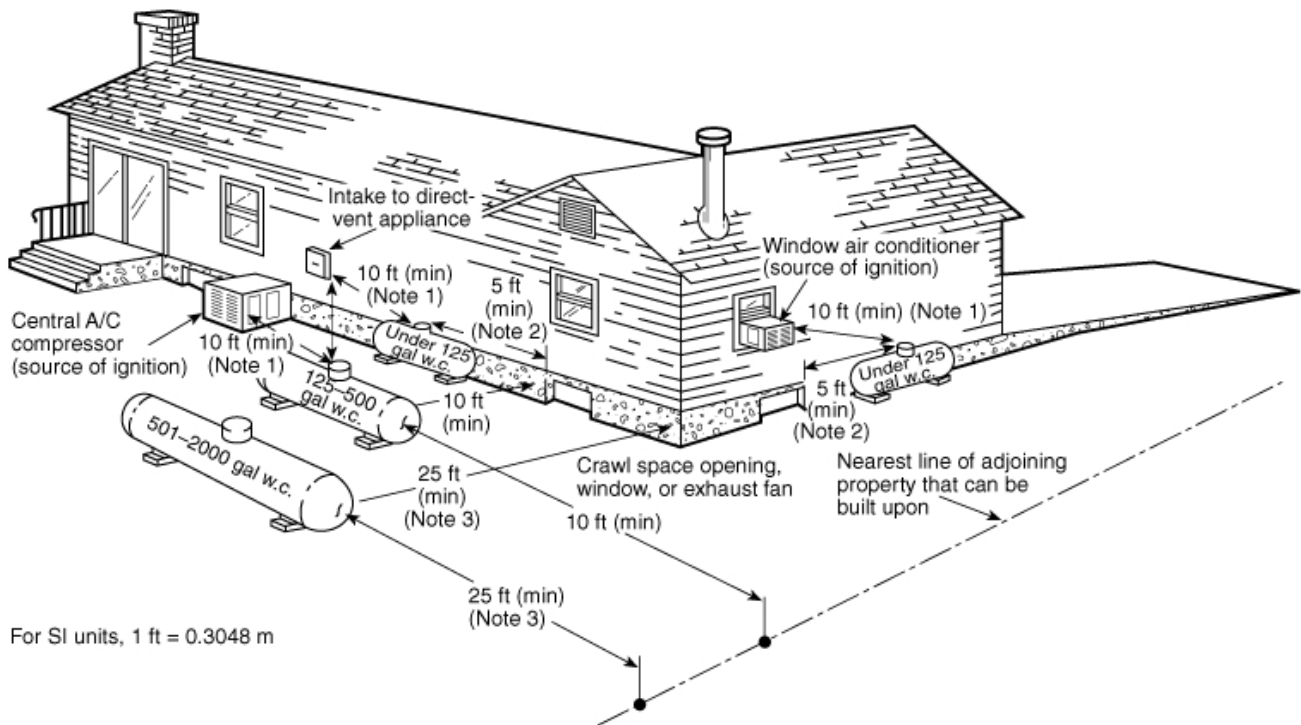 Intake to direct-
vent appliance
Window air conditioner
(source of ignition)
10 ft (min)
(Note 1)
5 ft
(min)
(Note 2)
10 ft (min) (Note 1)
Central A/C
compressor
(source of ignition)
10 ft (min)
(Note 1)
Under 125
gal w.c.
Under 125
gal w.c.
125–500
gal w.c.
10 ft
(min)
5 ft
(min)
(Note 2)
501–2000 gal w.c.
25 ft
(min)
(Note 3)
Crawl space opening,
window, or exhaust fan
Nearest line of adjoining
property that can be
built upon
10 ft (min)
25 ft (min)
(Note 3)
For SI units, 1 ft = 0.3048 m